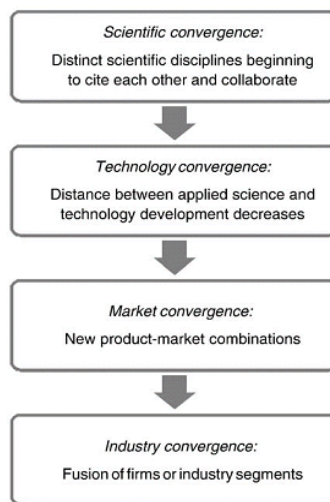 Scientific convergence:
Distinct scientific disciplines beginning
to cite each other and collaborate
Technology convergence:
Distance between applied science and
technology development decreases
Market convergence:
New product-market combinations
Industry convergence:
Fusion of firms or industry segments